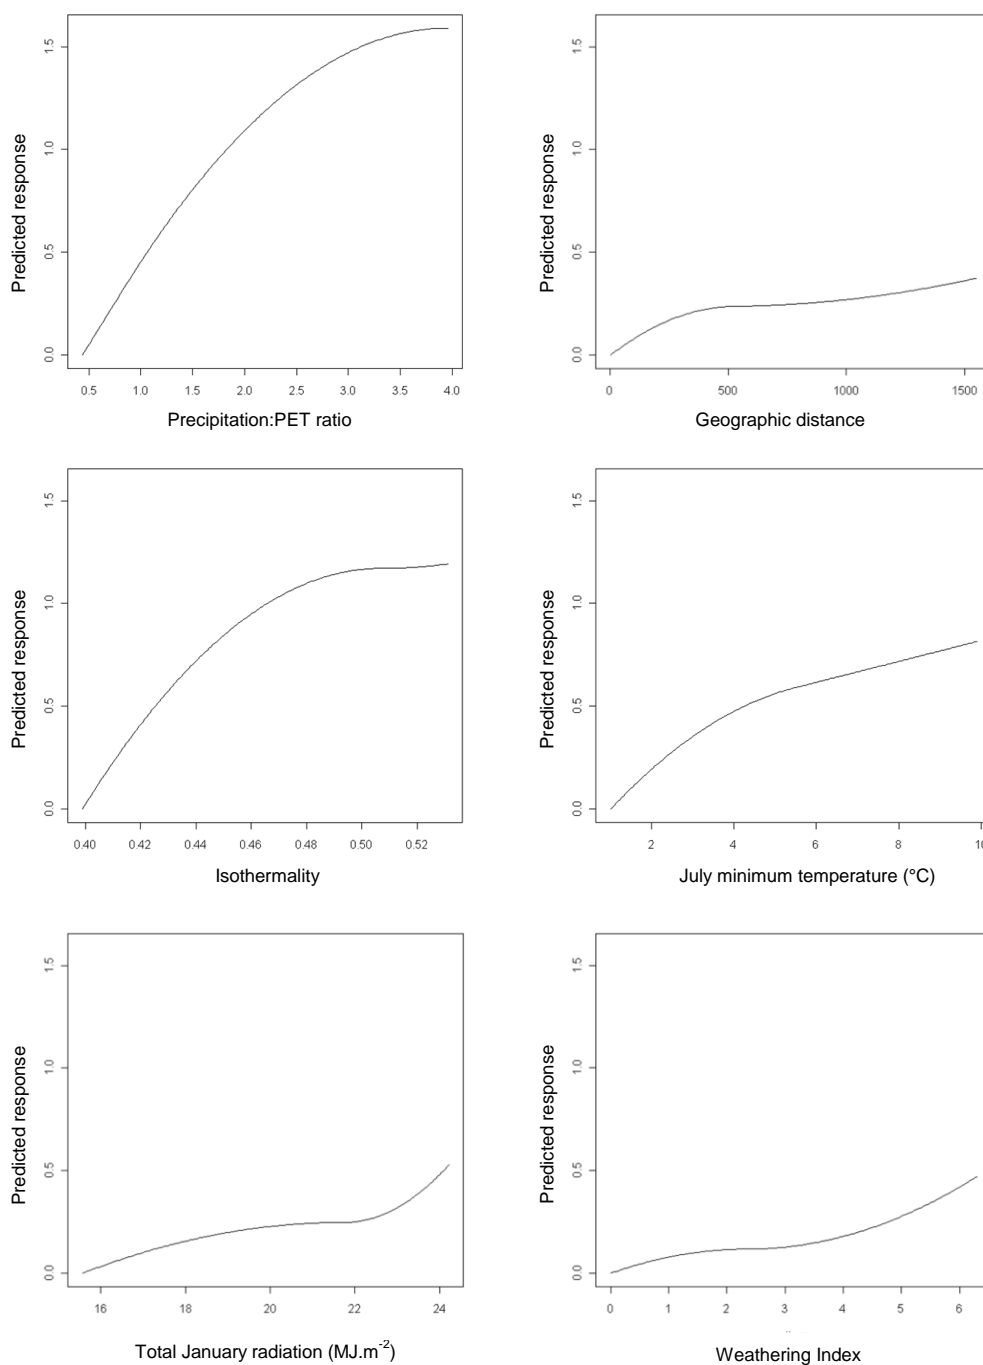 Predicted response
0.0 0.5 1.0 1.5
0.5 1.0 1.5 2.0 2.5 3.0 3.5 4.0
Precipitation:PET ratio
Predicted response
0.0 0.5 1.0 1.5
0 500 1000 1500
Geographic distance
Predicted response
0.0 0.5 1.0 1.5
0.40 0.42 0.44 0.46 0.48 0.50 0.52
Isothermality
Predicted response
0.0 0.5 1.0 1.5
2 4 6 8 10
July minimum temperature (°C)
Predicted response
0.0 0.5 1.0 1.5
16 18 20 22 24
Total January radiation (MJ.m⁻²)
Predicted response
0.0 0.5 1.0 1.5
0 1 2 3 4 5 6
Weathering Index